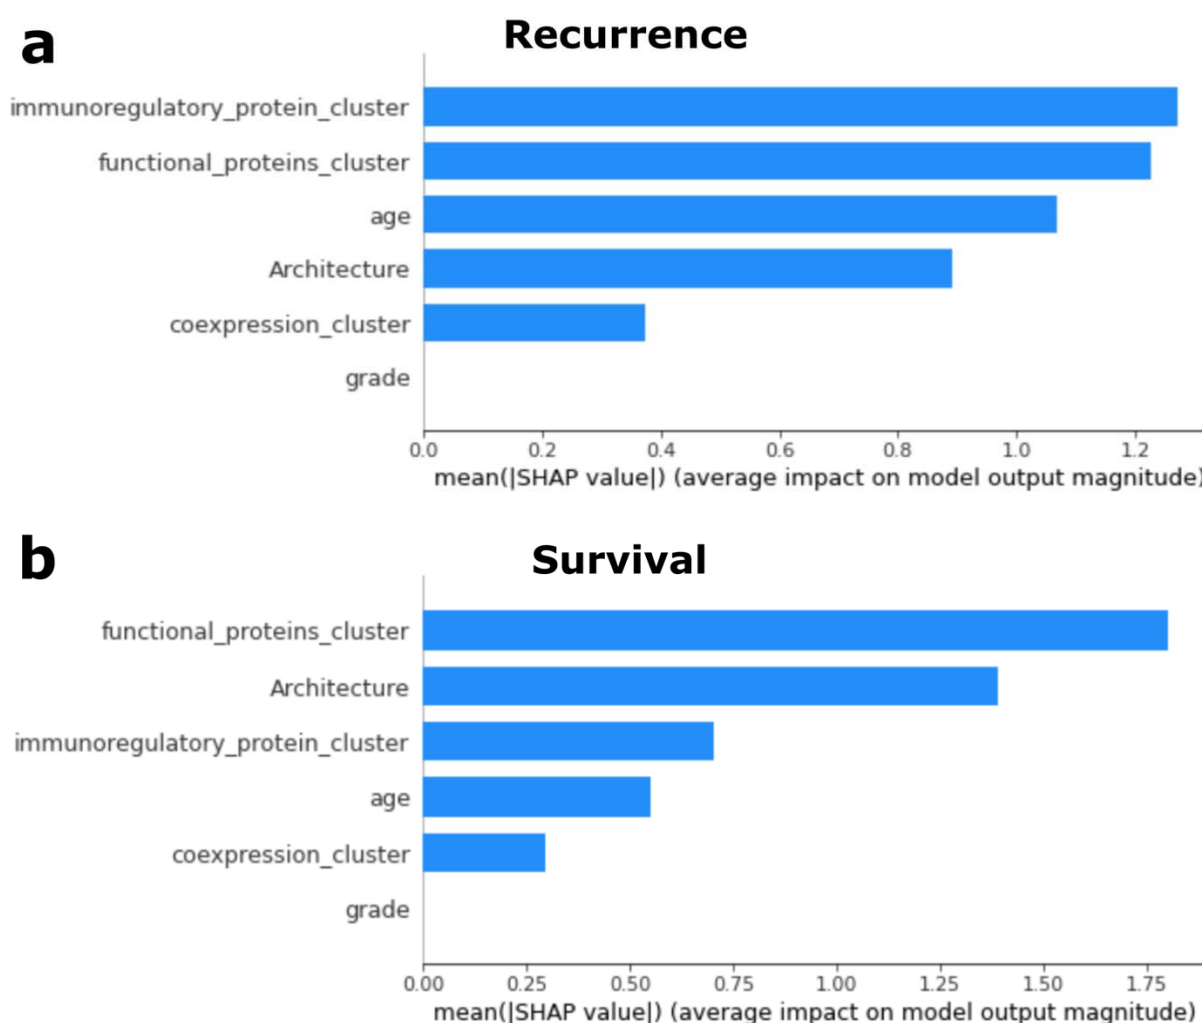 a
Recurrence
immunoregulatory_protein_cluster
functional_proteins_cluster
age
Architecture
coexpression_cluster
grade
0.0 0.2 0.4 0.6 0.8 1.0 1.2
mean(|SHAP value|) (average impact on model output magnitude)
b
Survival
functional_proteins_cluster
Architecture
immunoregulatory_protein_cluster
age
coexpression_cluster
grade
0.00 0.25 0.50 0.75 1.00 1.25 1.50 1.75
mean(|SHAP value|) (average impact on model output magnitude)